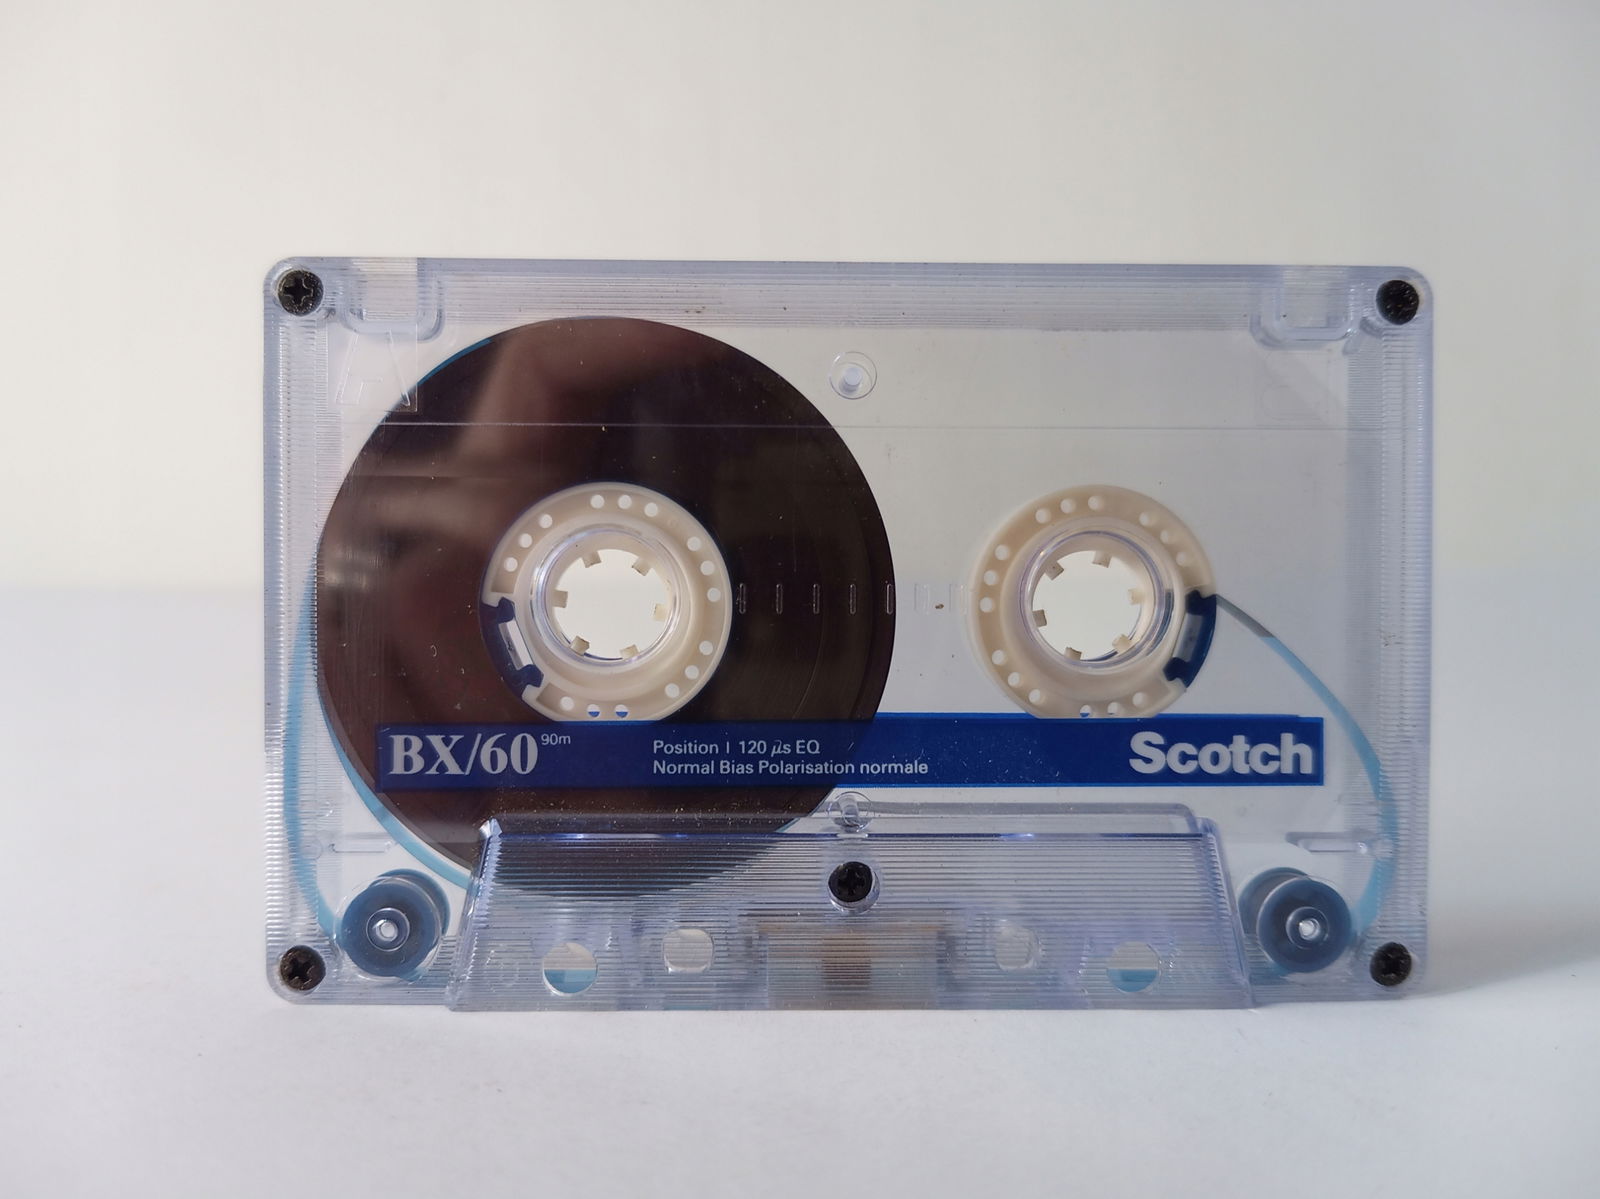 A
BX/60 90m
Position I 120 µs EQ
Normal Bias Polarisation normale
Scotch